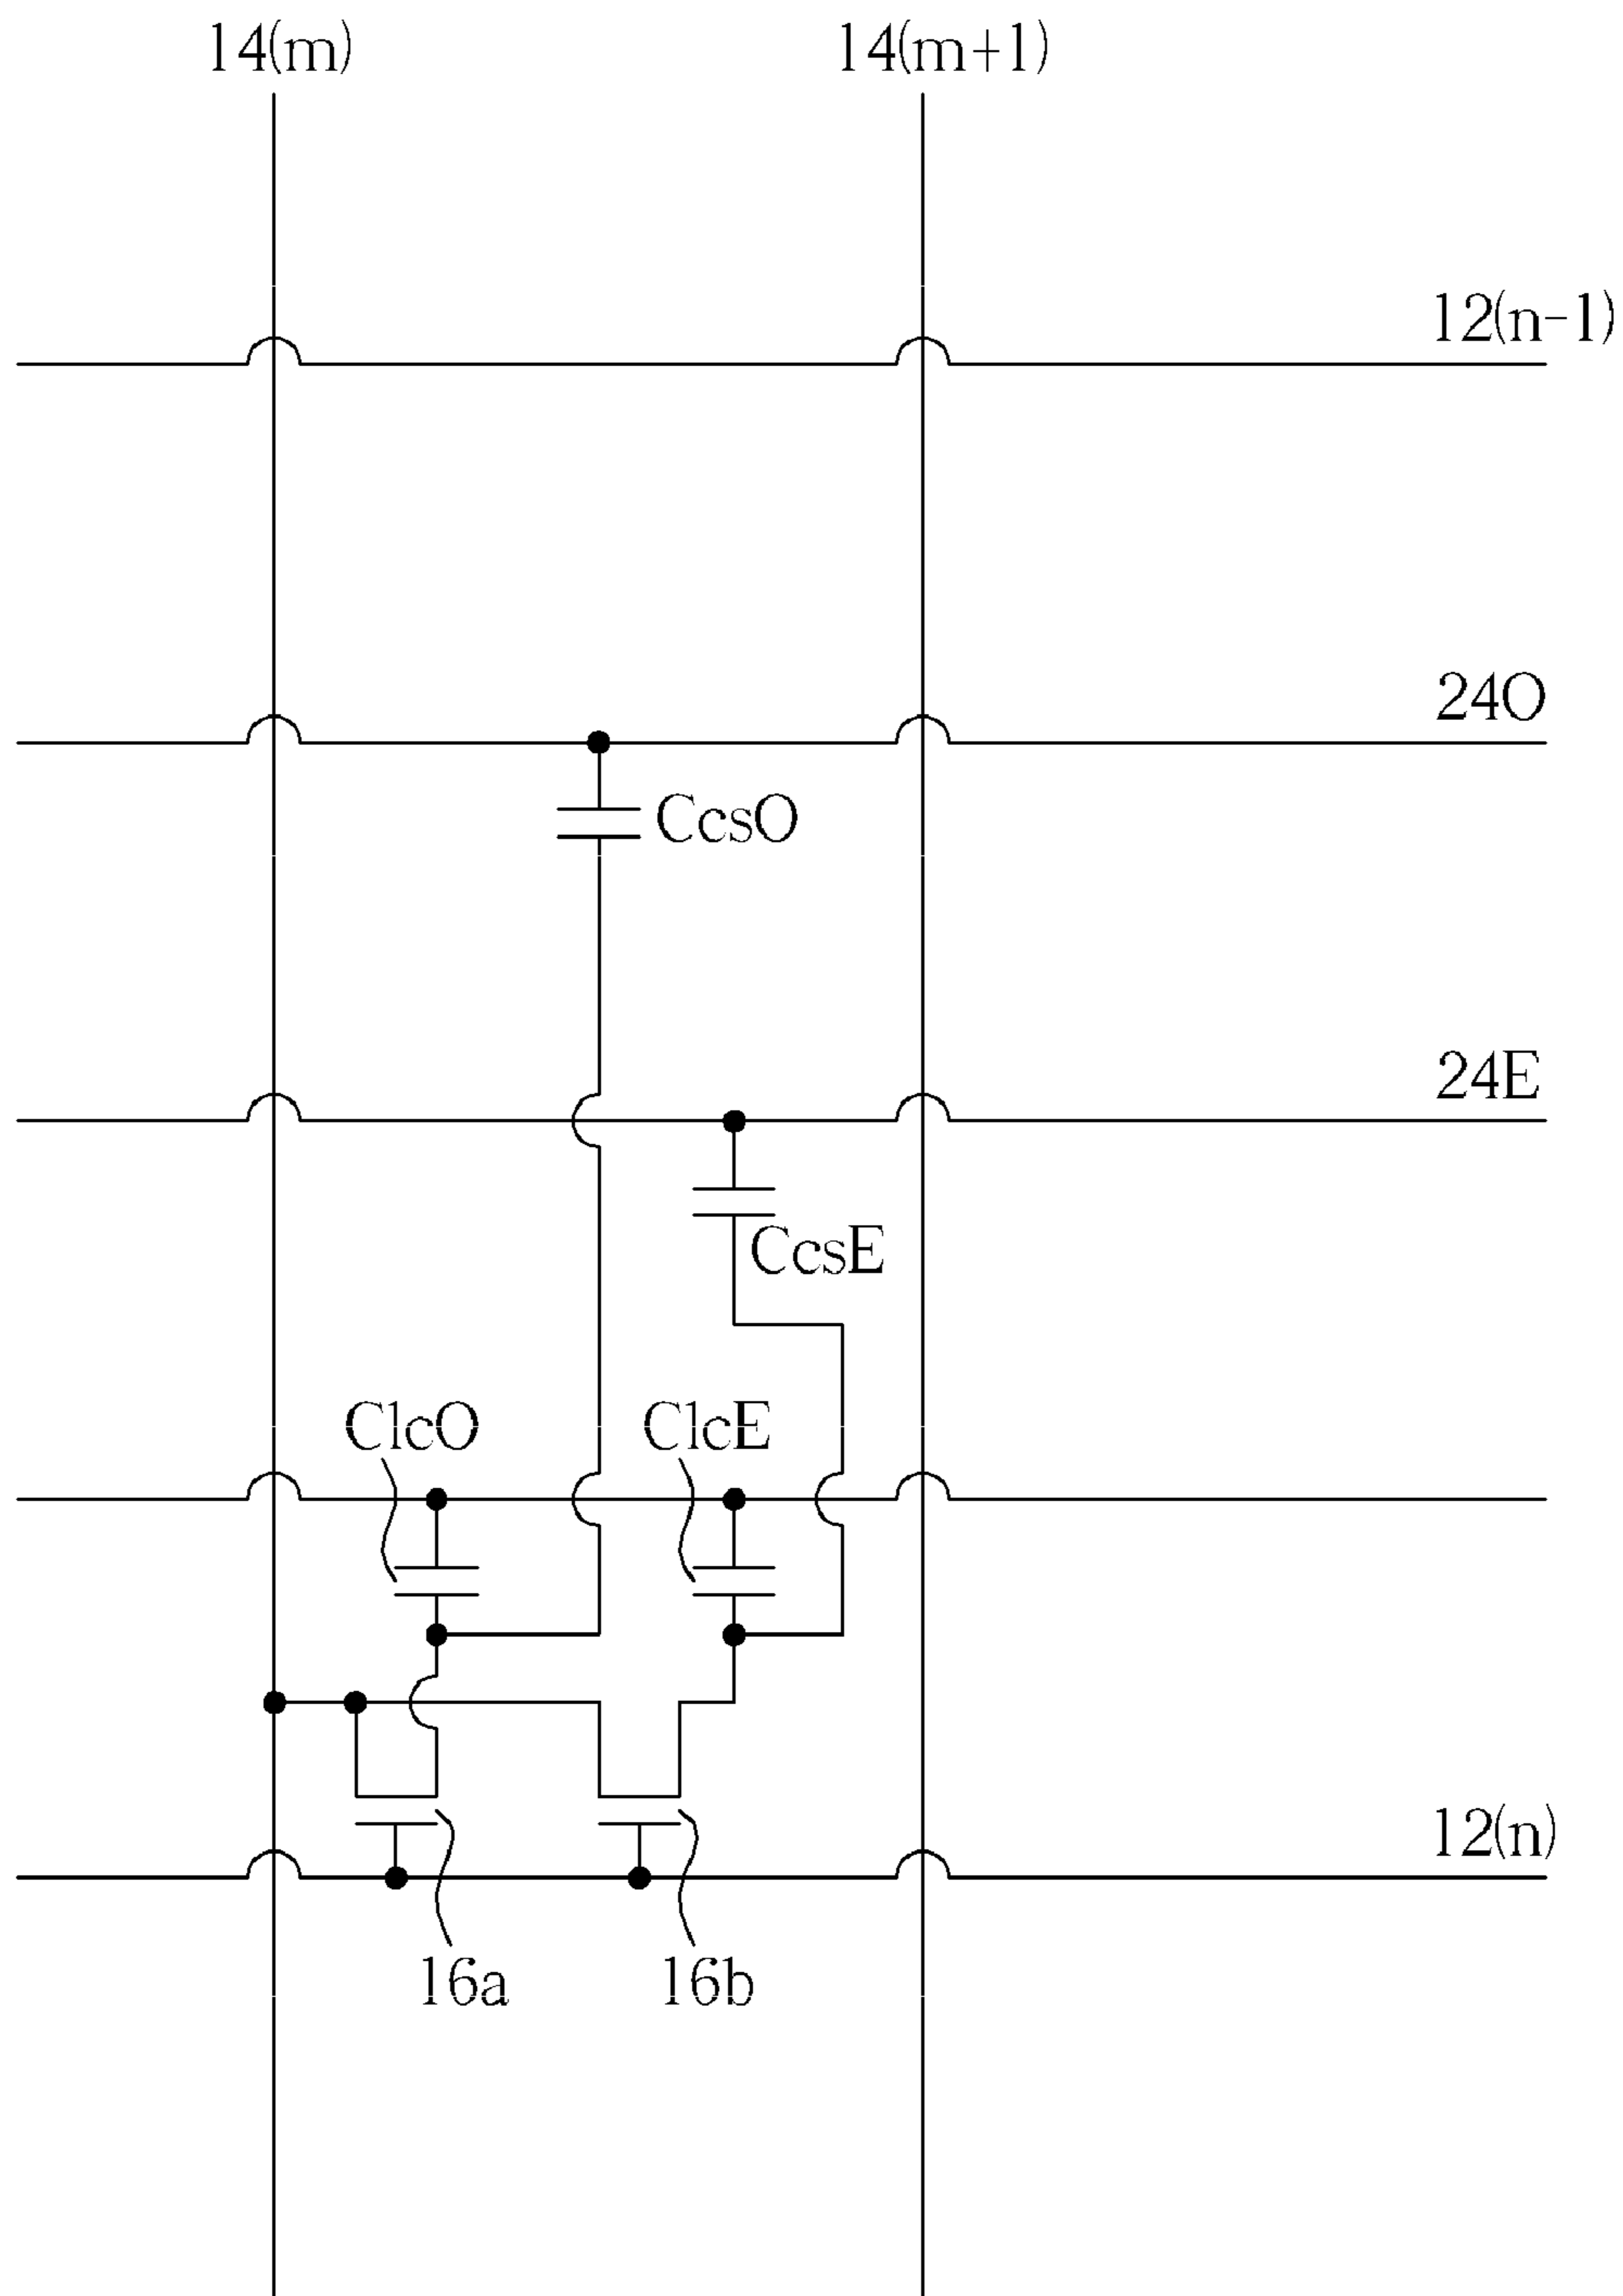 14(m)
14(m+1)
12(n-1)
24O
CcsO
24E
CcsE
ClcO
ClcE
12(n)
16a
16b